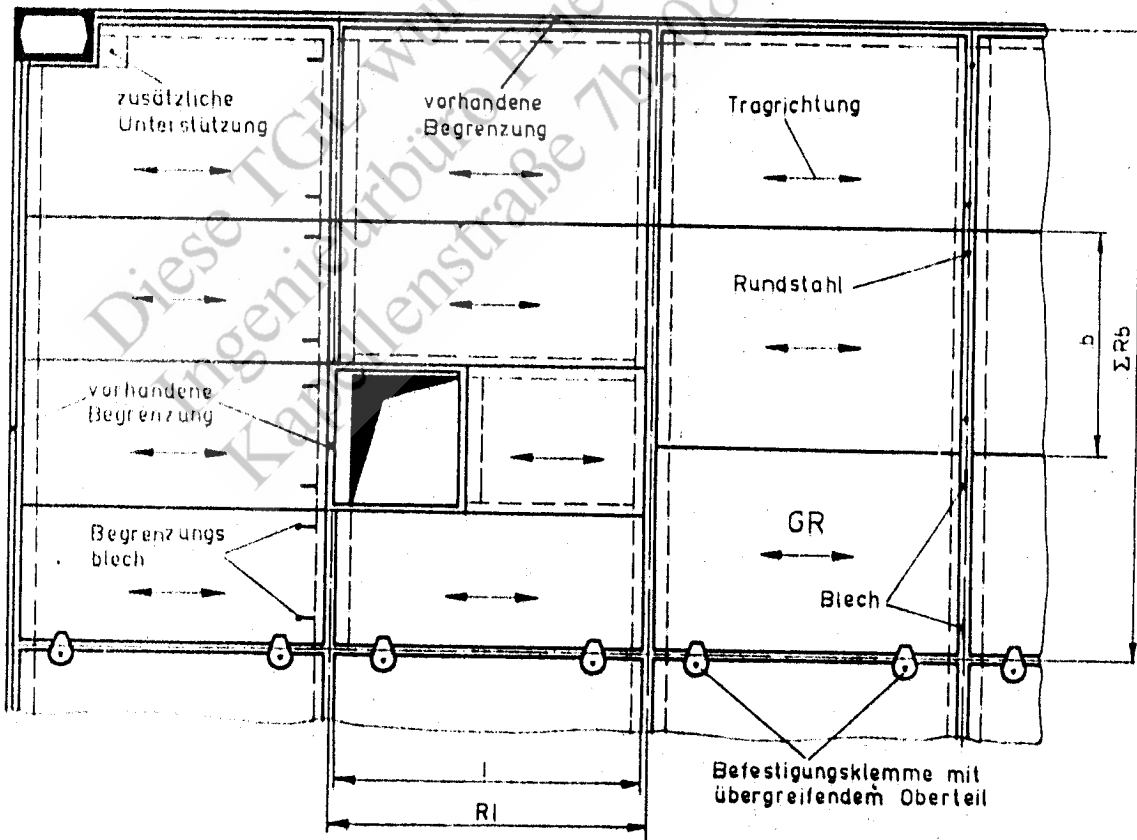 zusätzliche
Unterstützung
vorhandene
Begrenzung
Tragrichtung
Rundstahl
b
ΣRb
vorhandene
Begrenzung
Begrenzungs
blech
GR
Blech
l
Rl
Befestigungsklemme mit
übergreifendem Oberteil
Diese TGL
Ingenieurbüro
Kapellenstraße 7b